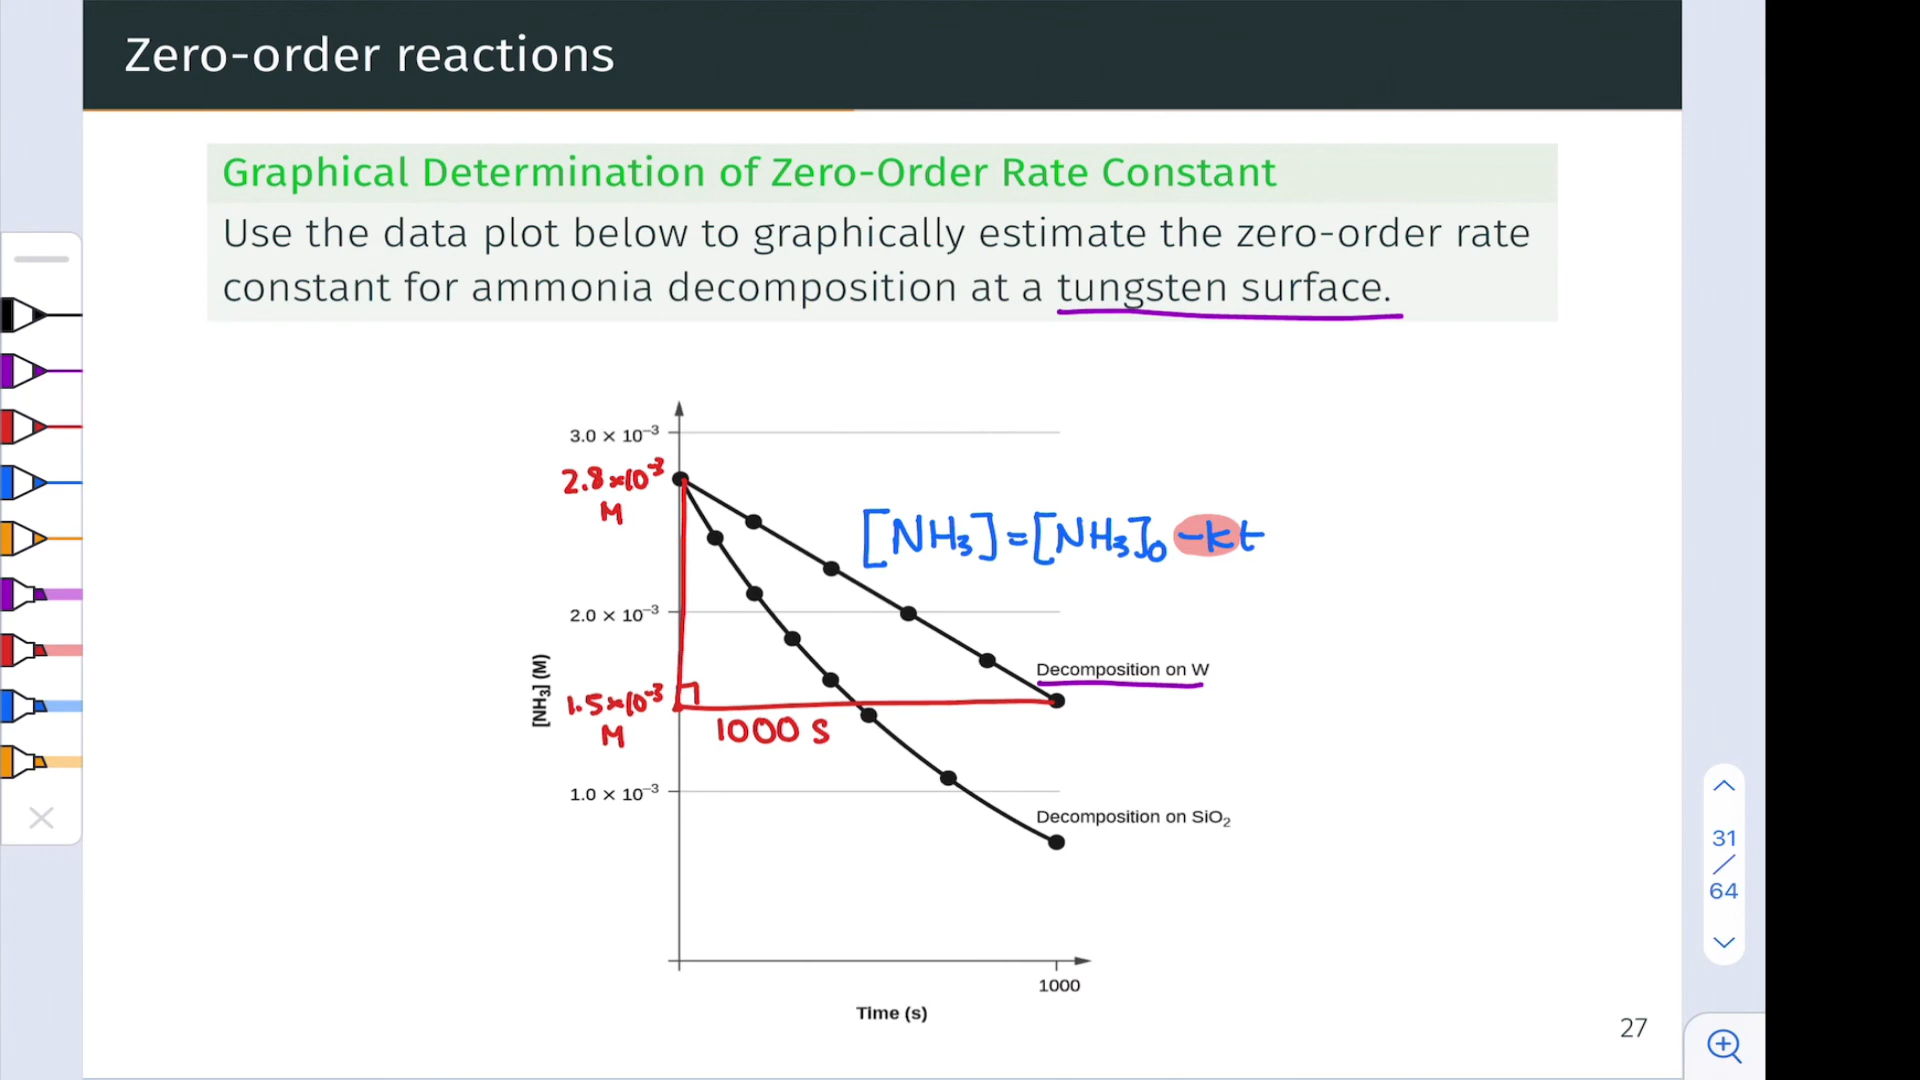 Zero-order reactions
Graphical Determination of Zero-Order Rate Constant
Use the data plot below to graphically estimate the zero-order rate
constant for ammonia decomposition at a tungsten surface.
3.0 × 10⁻³
2.8×10⁻³
M
[NH₃]=[NH₃]₀ -kt
2.0 × 10⁻³
Decomposition on W
[NH₃] (M)
1.5×10⁻³
M
1000 s
1.0 × 10⁻³
Decomposition on SiO₂
1000
Time (s)
27
31
/
64